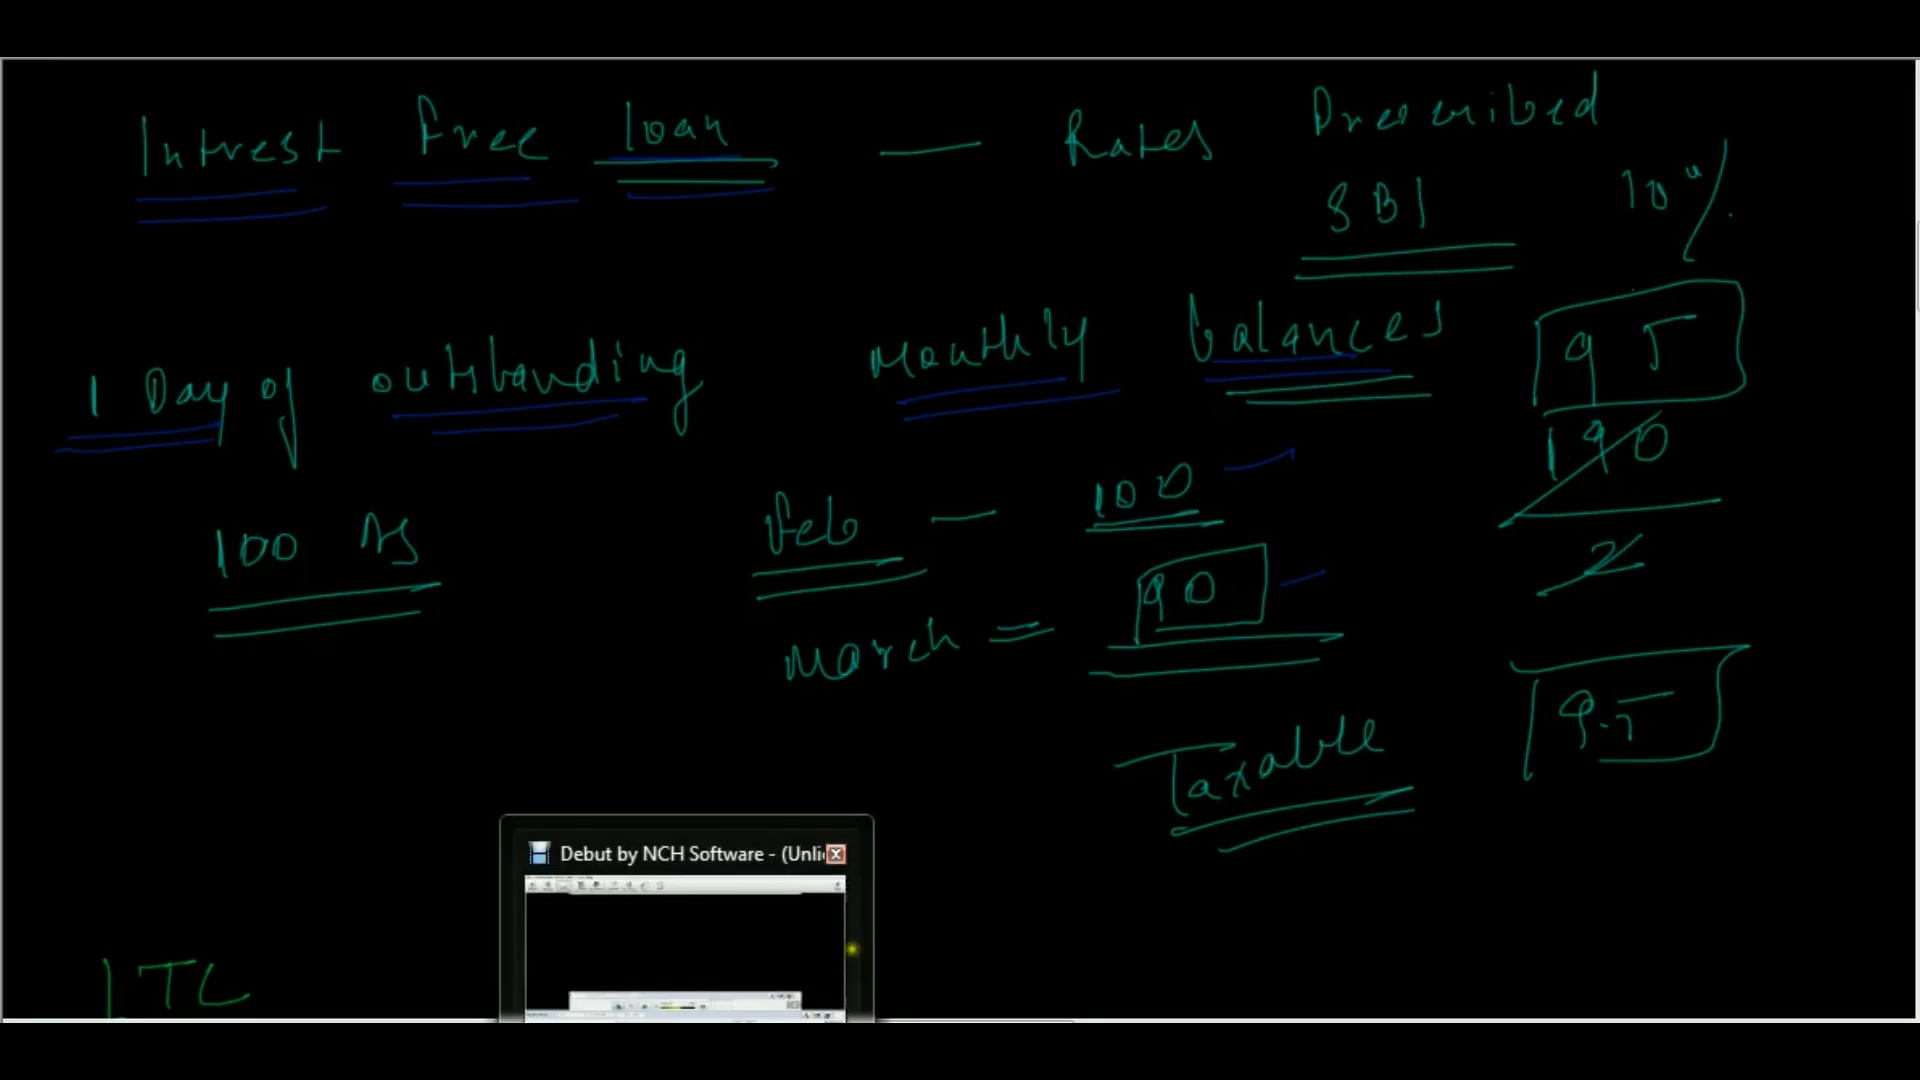 Intrest free loan — Rates Prescribed
SBI 10%
1 Day of outstanding Monthly balances 95
190
2
100 Rs
Feb — 100
March = 90
Taxable 9.5
Debut by NCH Software - (Unli
LTC